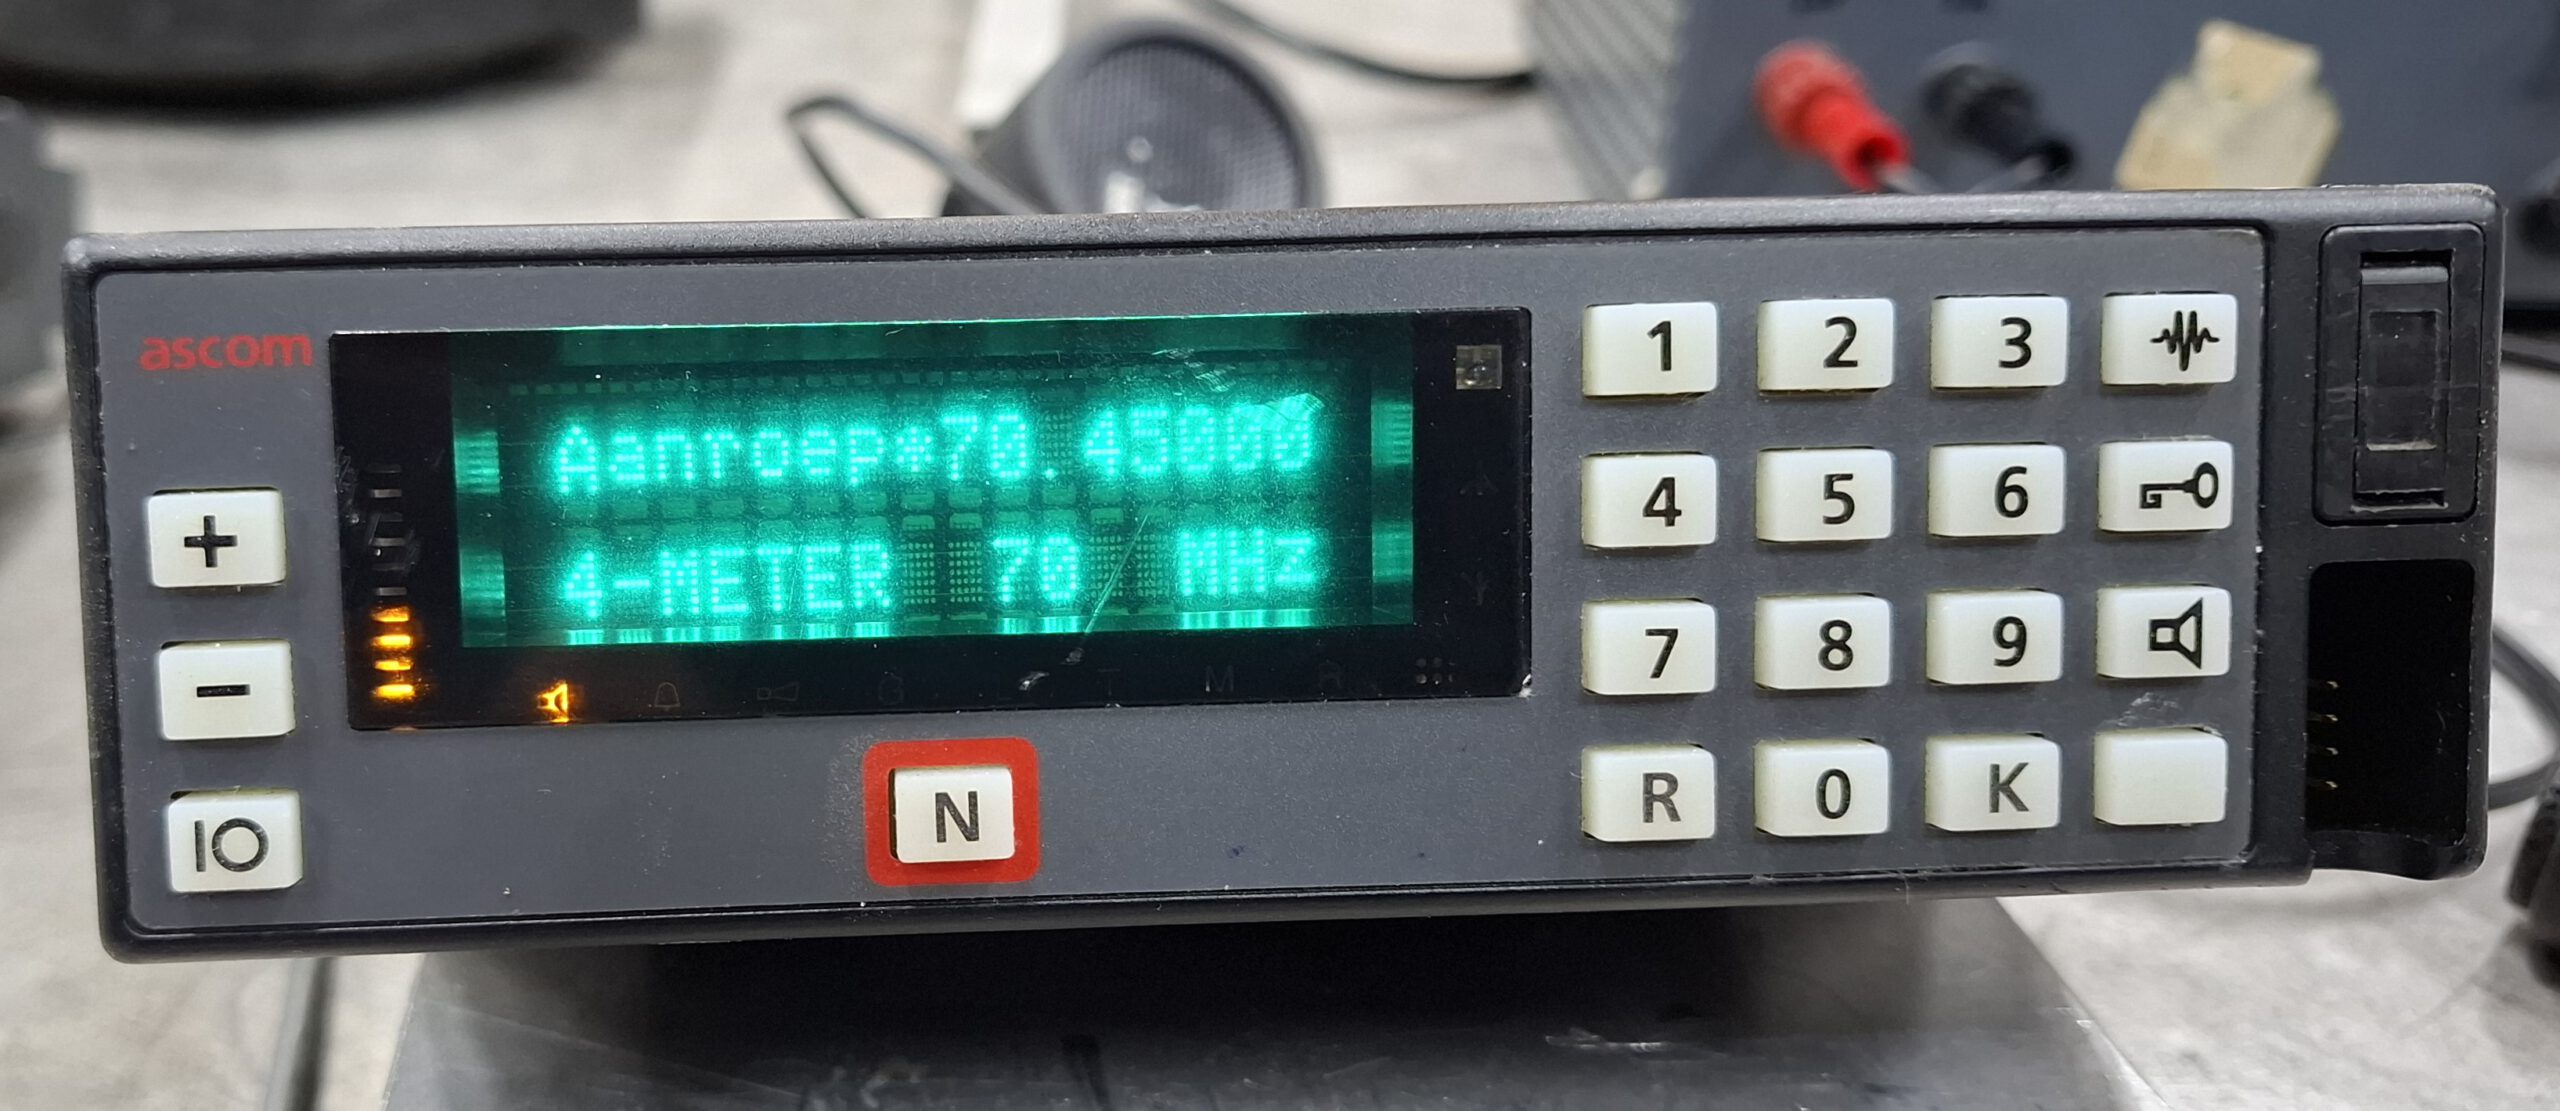 ascom
Aanroep*70.45000
4-METER 70 MHz
1 2 3
4 5 6
7 8 9
R 0 K
+
-
IO
G T M R
N